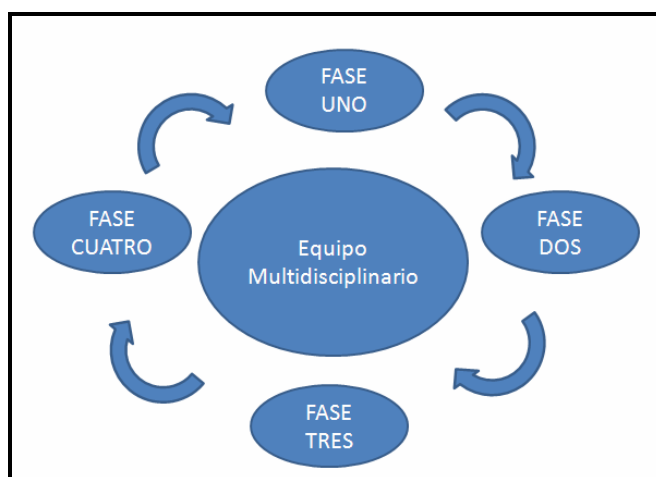 FASE
UNO
FASE
DOS
FASE
CUATRO
Equipo
Multidisciplinario
FASE
TRES